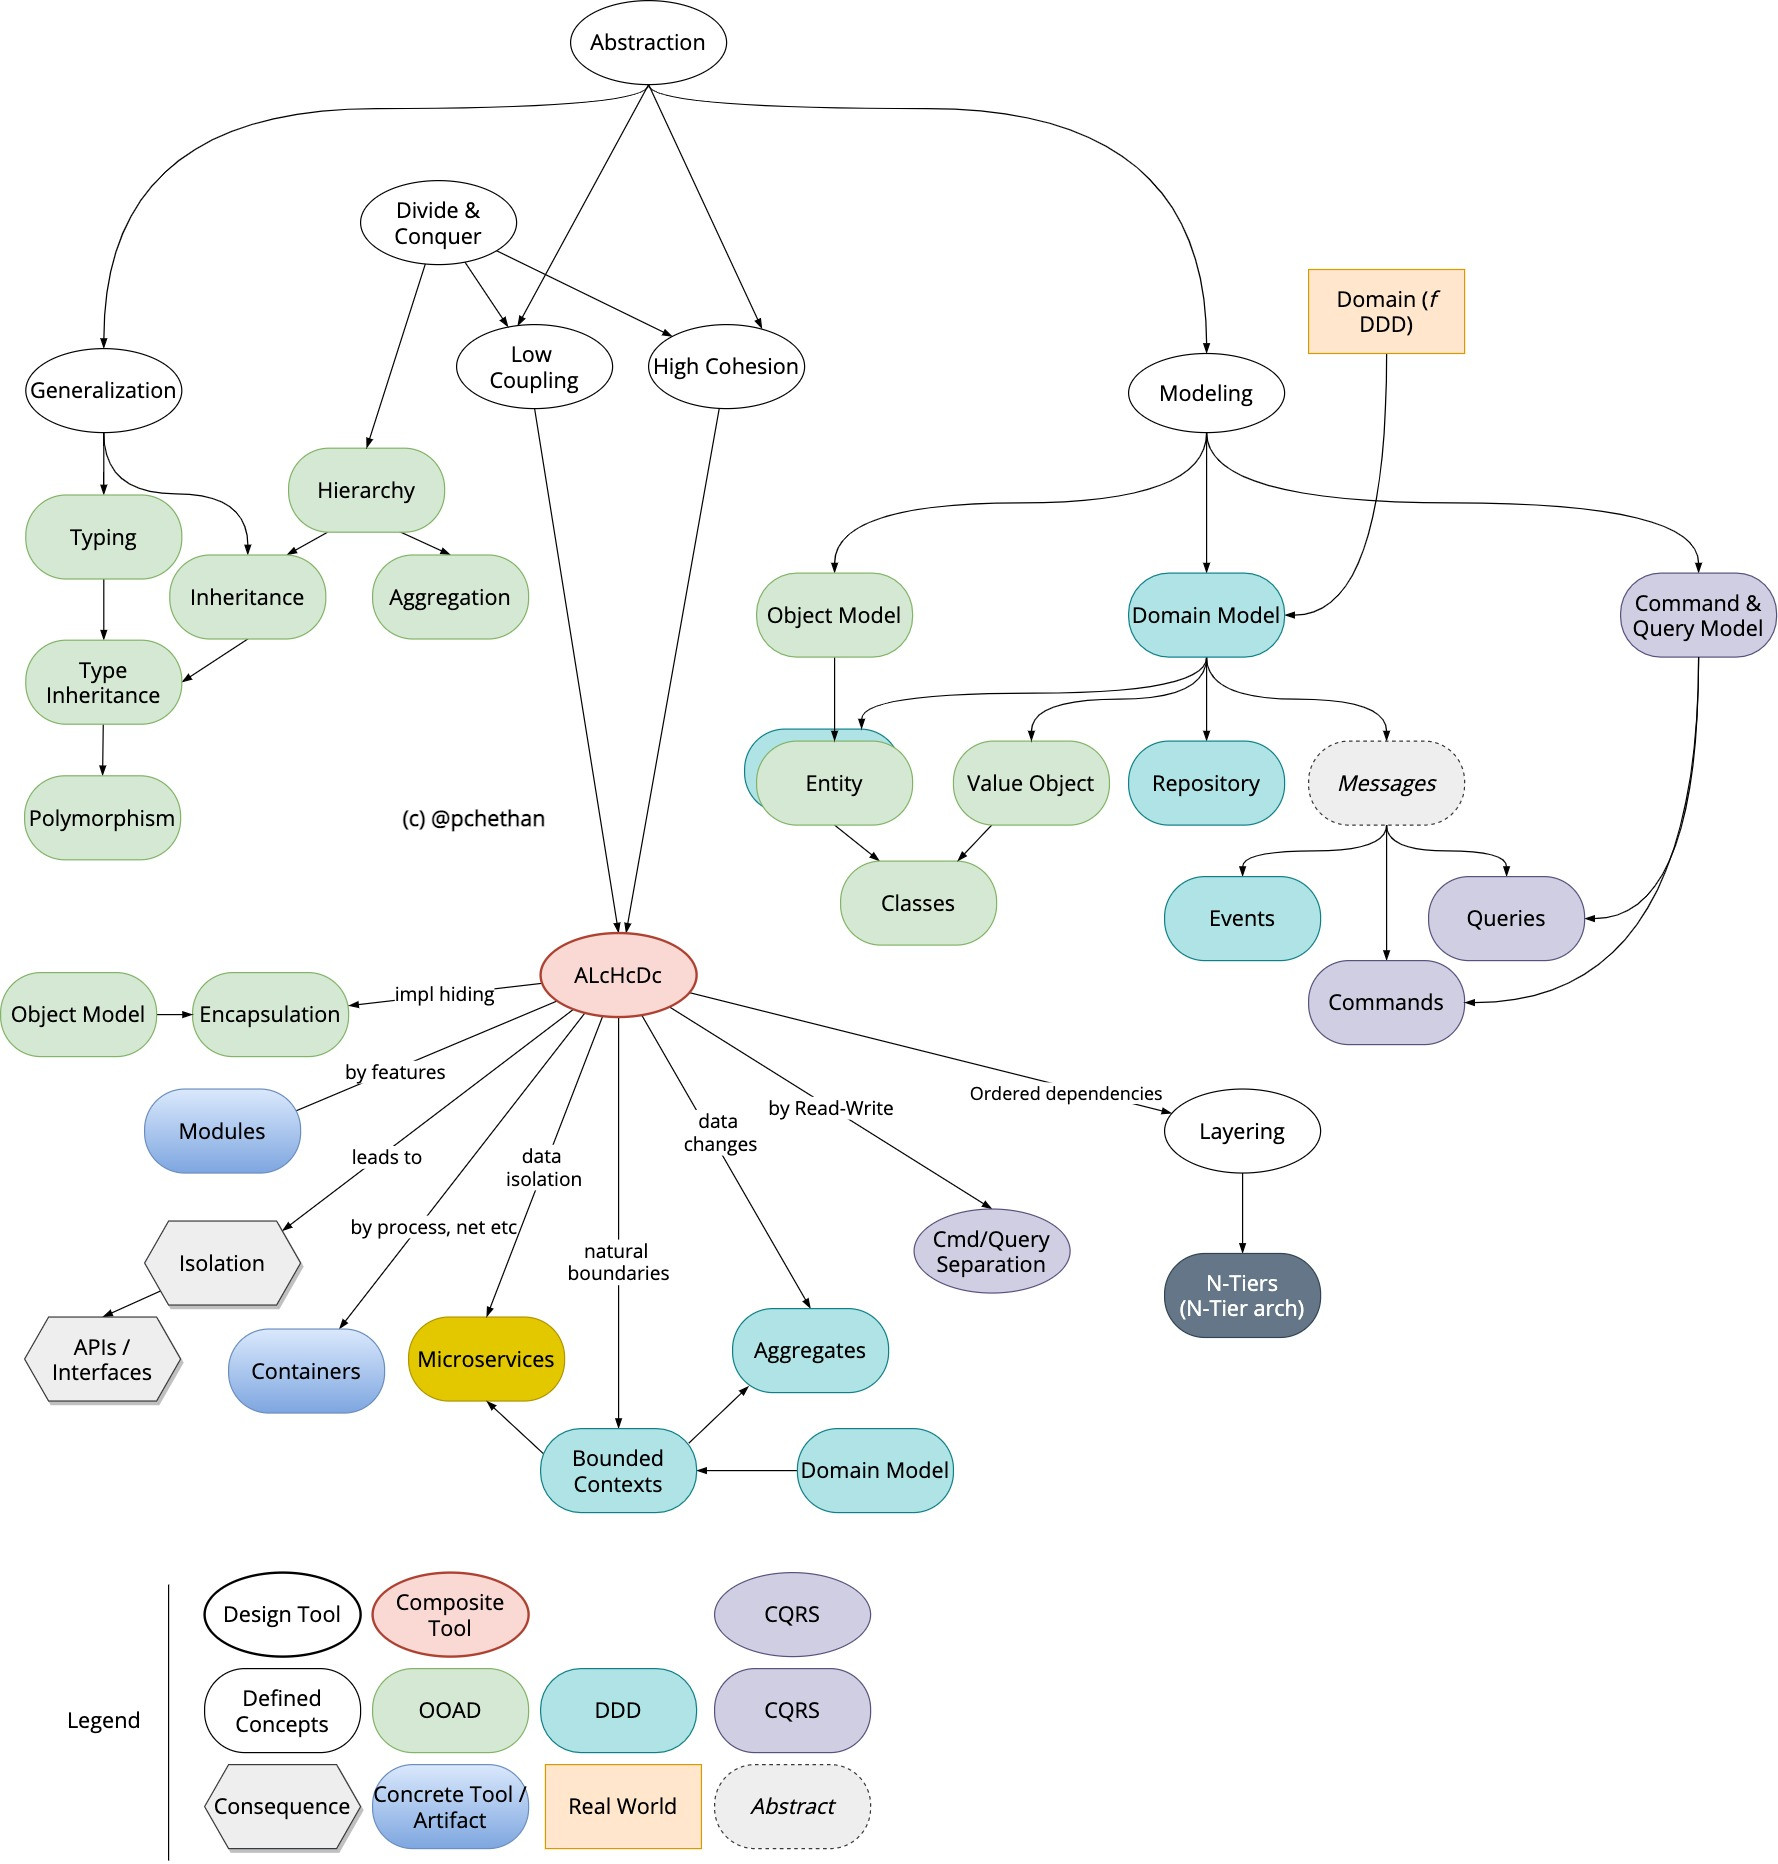 Abstraction
Divide &
Conquer
Domain (f
DDD)
Low
Coupling
High Cohesion
Generalization
Modeling
Hierarchy
Typing
Inheritance
Aggregation
Object Model
Domain Model
Command &
Query Model
Type
Inheritance
Entity
Value Object
Repository
Messages
Polymorphism
(c) @pchethan
Classes
Events
Queries
ALcHcDc
Commands
impl hiding
Object Model
Encapsulation
by features
Ordered dependencies
by Read-Write
data
changes
Modules
Layering
leads to
data
isolation
by process, net etc
natural
boundaries
Cmd/Query
Separation
Isolation
N-Tiers
(N-Tier arch)
APIs /
Interfaces
Containers
Microservices
Aggregates
Bounded
Contexts
Domain Model
Legend
Design Tool
Composite
Tool
CQRS
Defined
Concepts
OOAD
DDD
CQRS
Consequence
Concrete Tool /
Artifact
Real World
Abstract